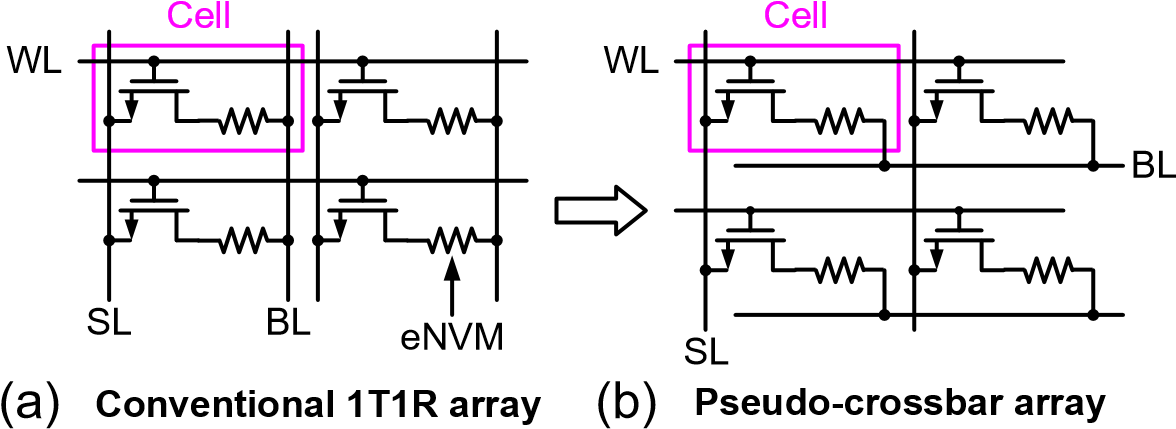 Cell
Cell
WL
WL
BL
SL
BL
eNVM
SL
(a) Conventional 1T1R array
(b) Pseudo-crossbar array